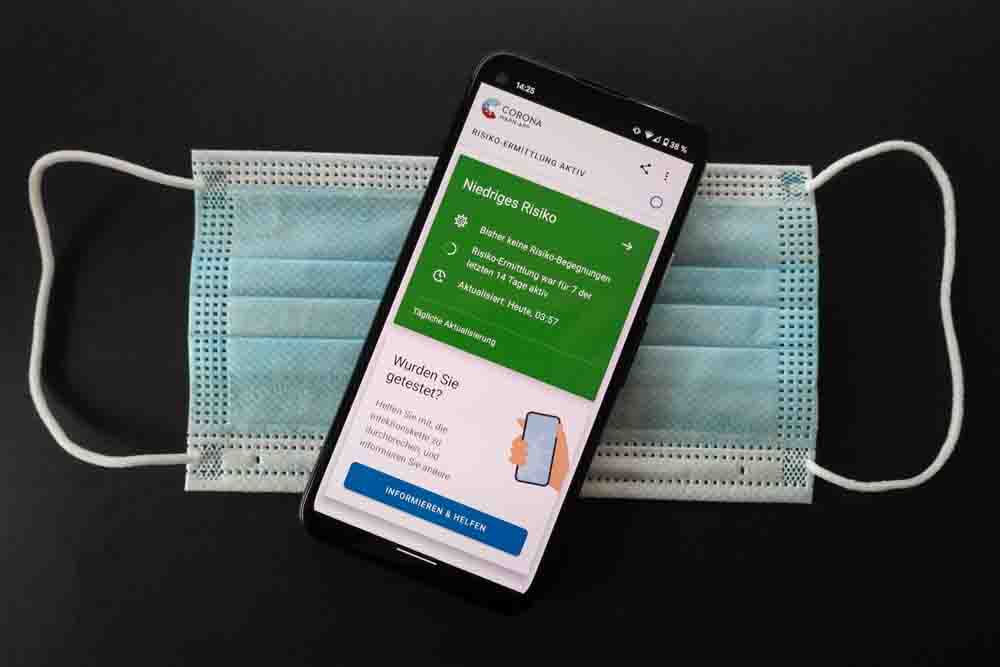 14:25
38 %
CORONA
WARN-APP
RISIKO-ERMITTLUNG AKTIV
Niedriges Risiko
Bisher keine Risiko-Begegnungen
Risiko-Ermittlung war für 7 der
letzten 14 Tage aktiv
Aktualisiert: Heute, 03:57
Tägliche Aktualisierung
Wurden Sie
getestet?
Helfen Sie mit, die
Infektionskette zu
durchbrechen, und
informieren Sie andere.
INFORMIEREN & HELFEN